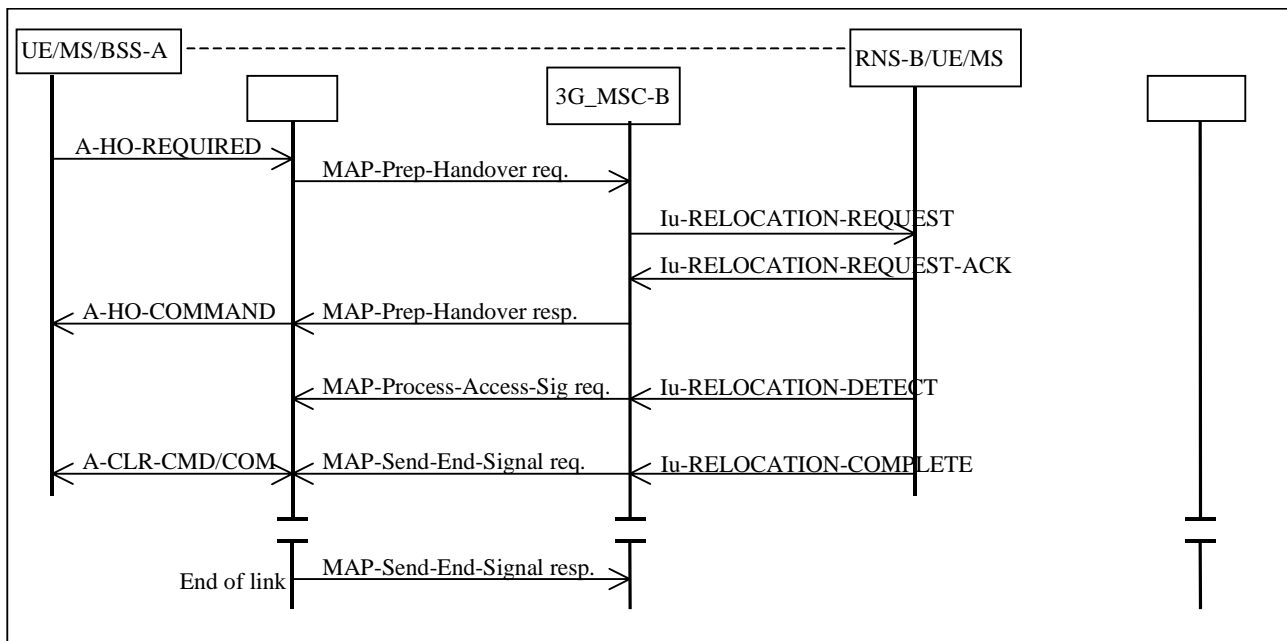 UE/MS/BSS-A
RNS-B/UE/MS
3G_MSC-B
A-HO-REQUIRED
MAP-Prep-Handover req.
Iu-RELOCATION-REQUEST
Iu-RELOCATION-REQUEST-ACK
A-HO-COMMAND
MAP-Prep-Handover resp.
MAP-Process-Access-Sig req.
Iu-RELOCATION-DETECT
A-CLR-CMD/COM
MAP-Send-End-Signal req.
Iu-RELOCATION-COMPLETE
End of link
MAP-Send-End-Signal resp.